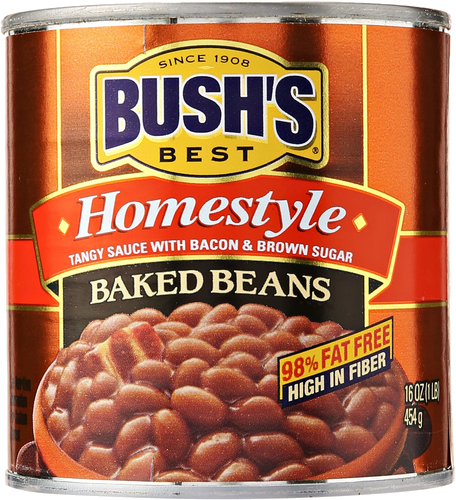 SINCE 1908
BUSH'S
BEST
Homestyle
TANGY SAUCE WITH BACON & BROWN SUGAR
BAKED BEANS
98% FAT FREE
HIGH IN FIBER
16 OZ (1 LB)
454 g